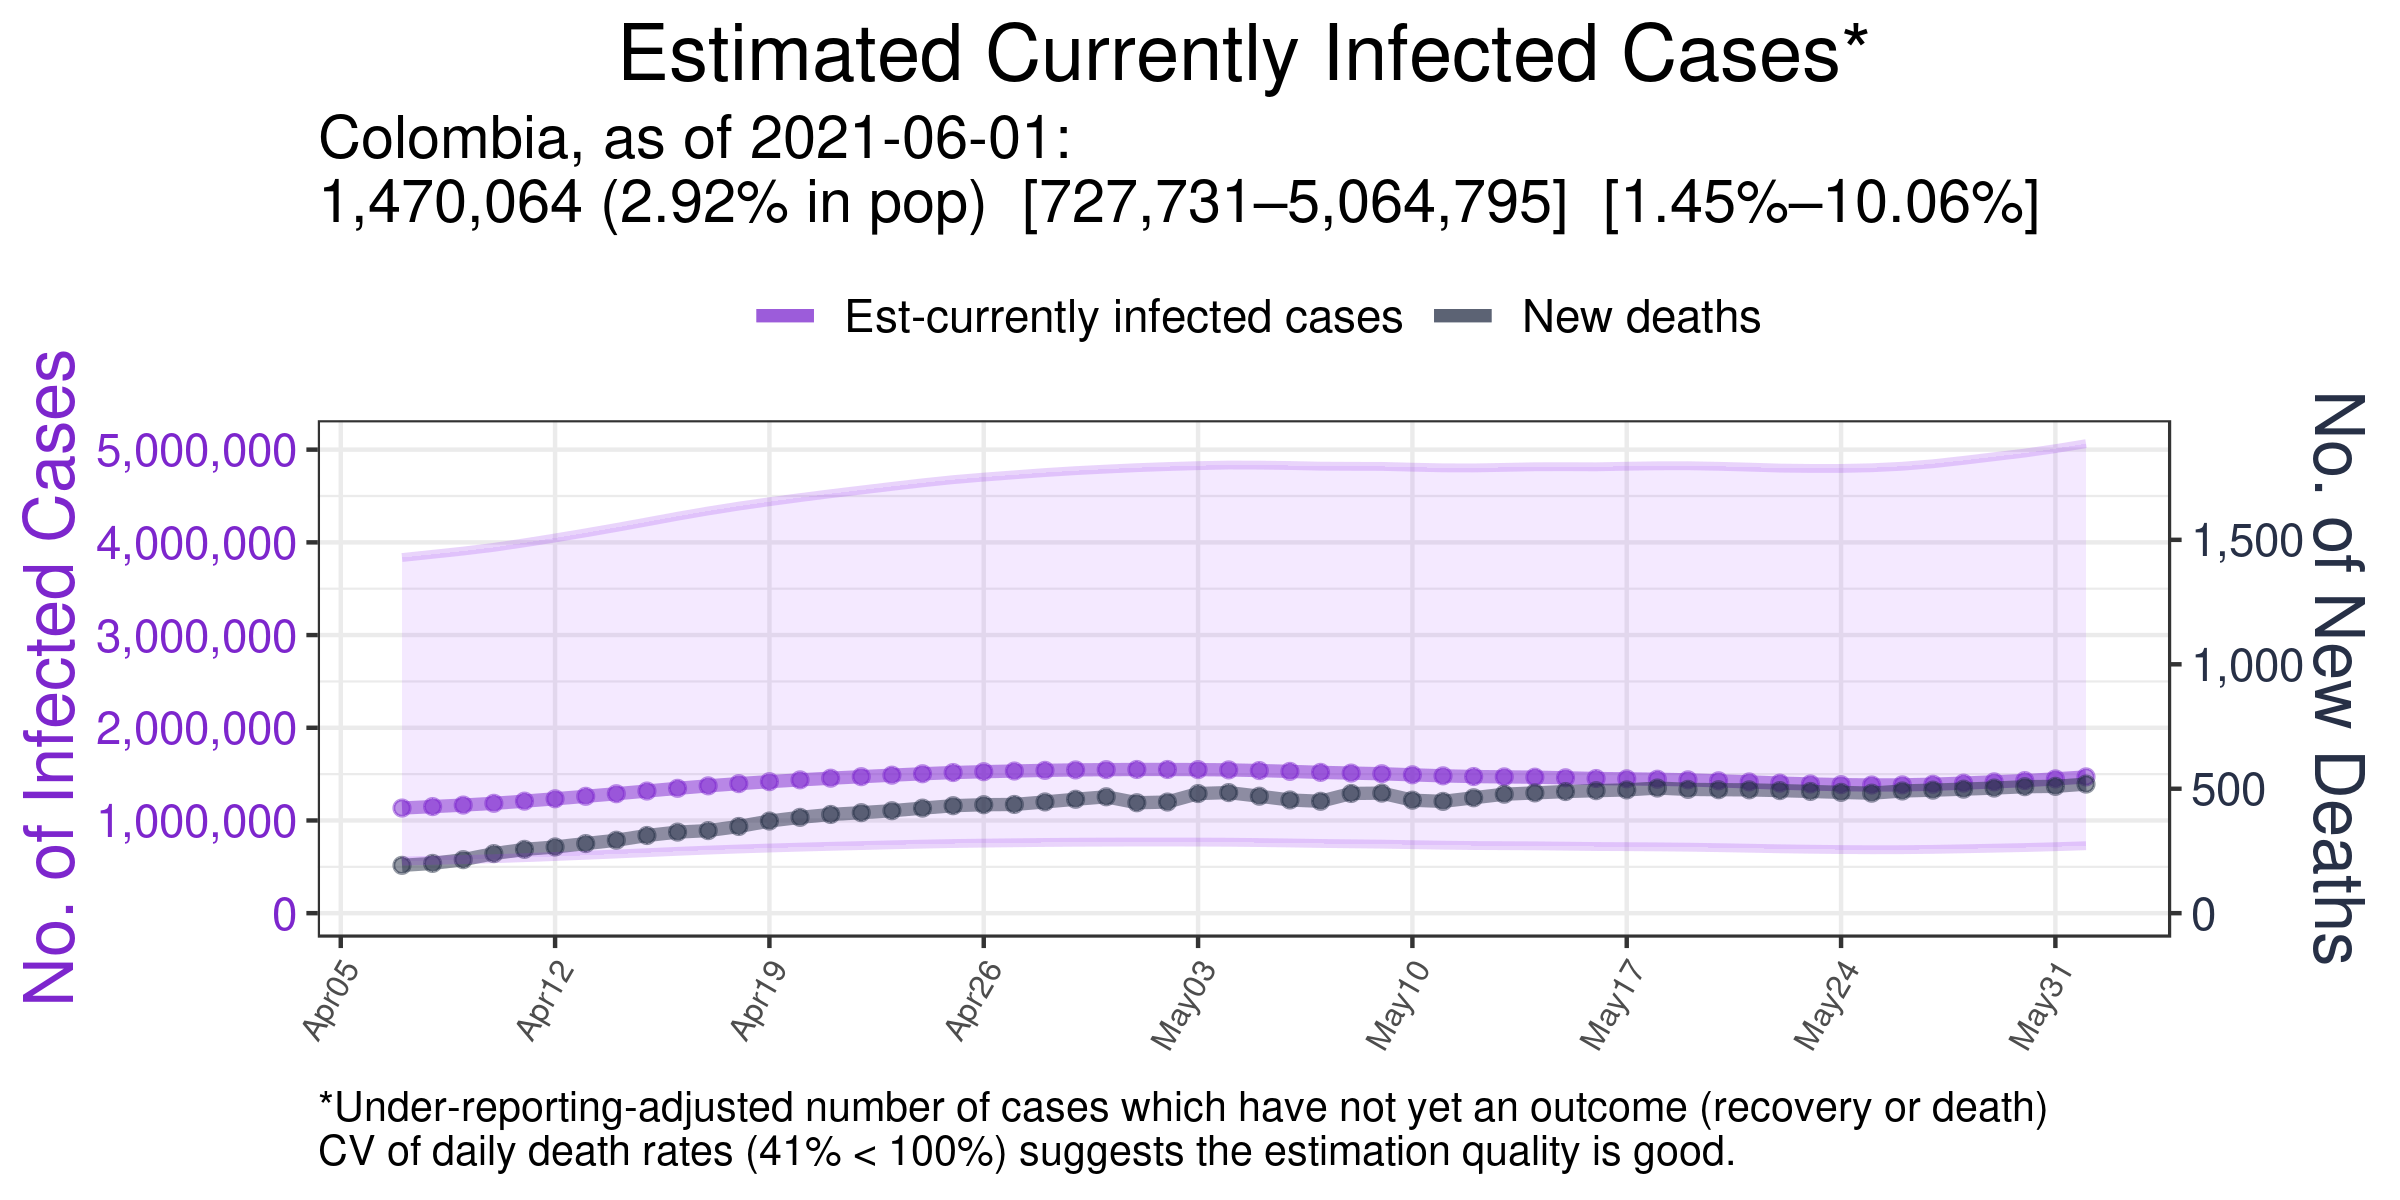 Estimated Currently Infected Cases*
Colombia, as of 2021-06-01:
1,470,064 (2.92% in pop)  [727,731–5,064,795]  [1.45%–10.06%]
Est-currently infected cases
New deaths
No. of Infected Cases
5,000,000
4,000,000
3,000,000
2,000,000
1,000,000
0
1,500
1,000
500
0
No. of New Deaths
Apr05
Apr12
Apr19
Apr26
May03
May10
May17
May24
May31
*Under-reporting-adjusted number of cases which have not yet an outcome (recovery or death)
CV of daily death rates (41% < 100%) suggests the estimation quality is good.